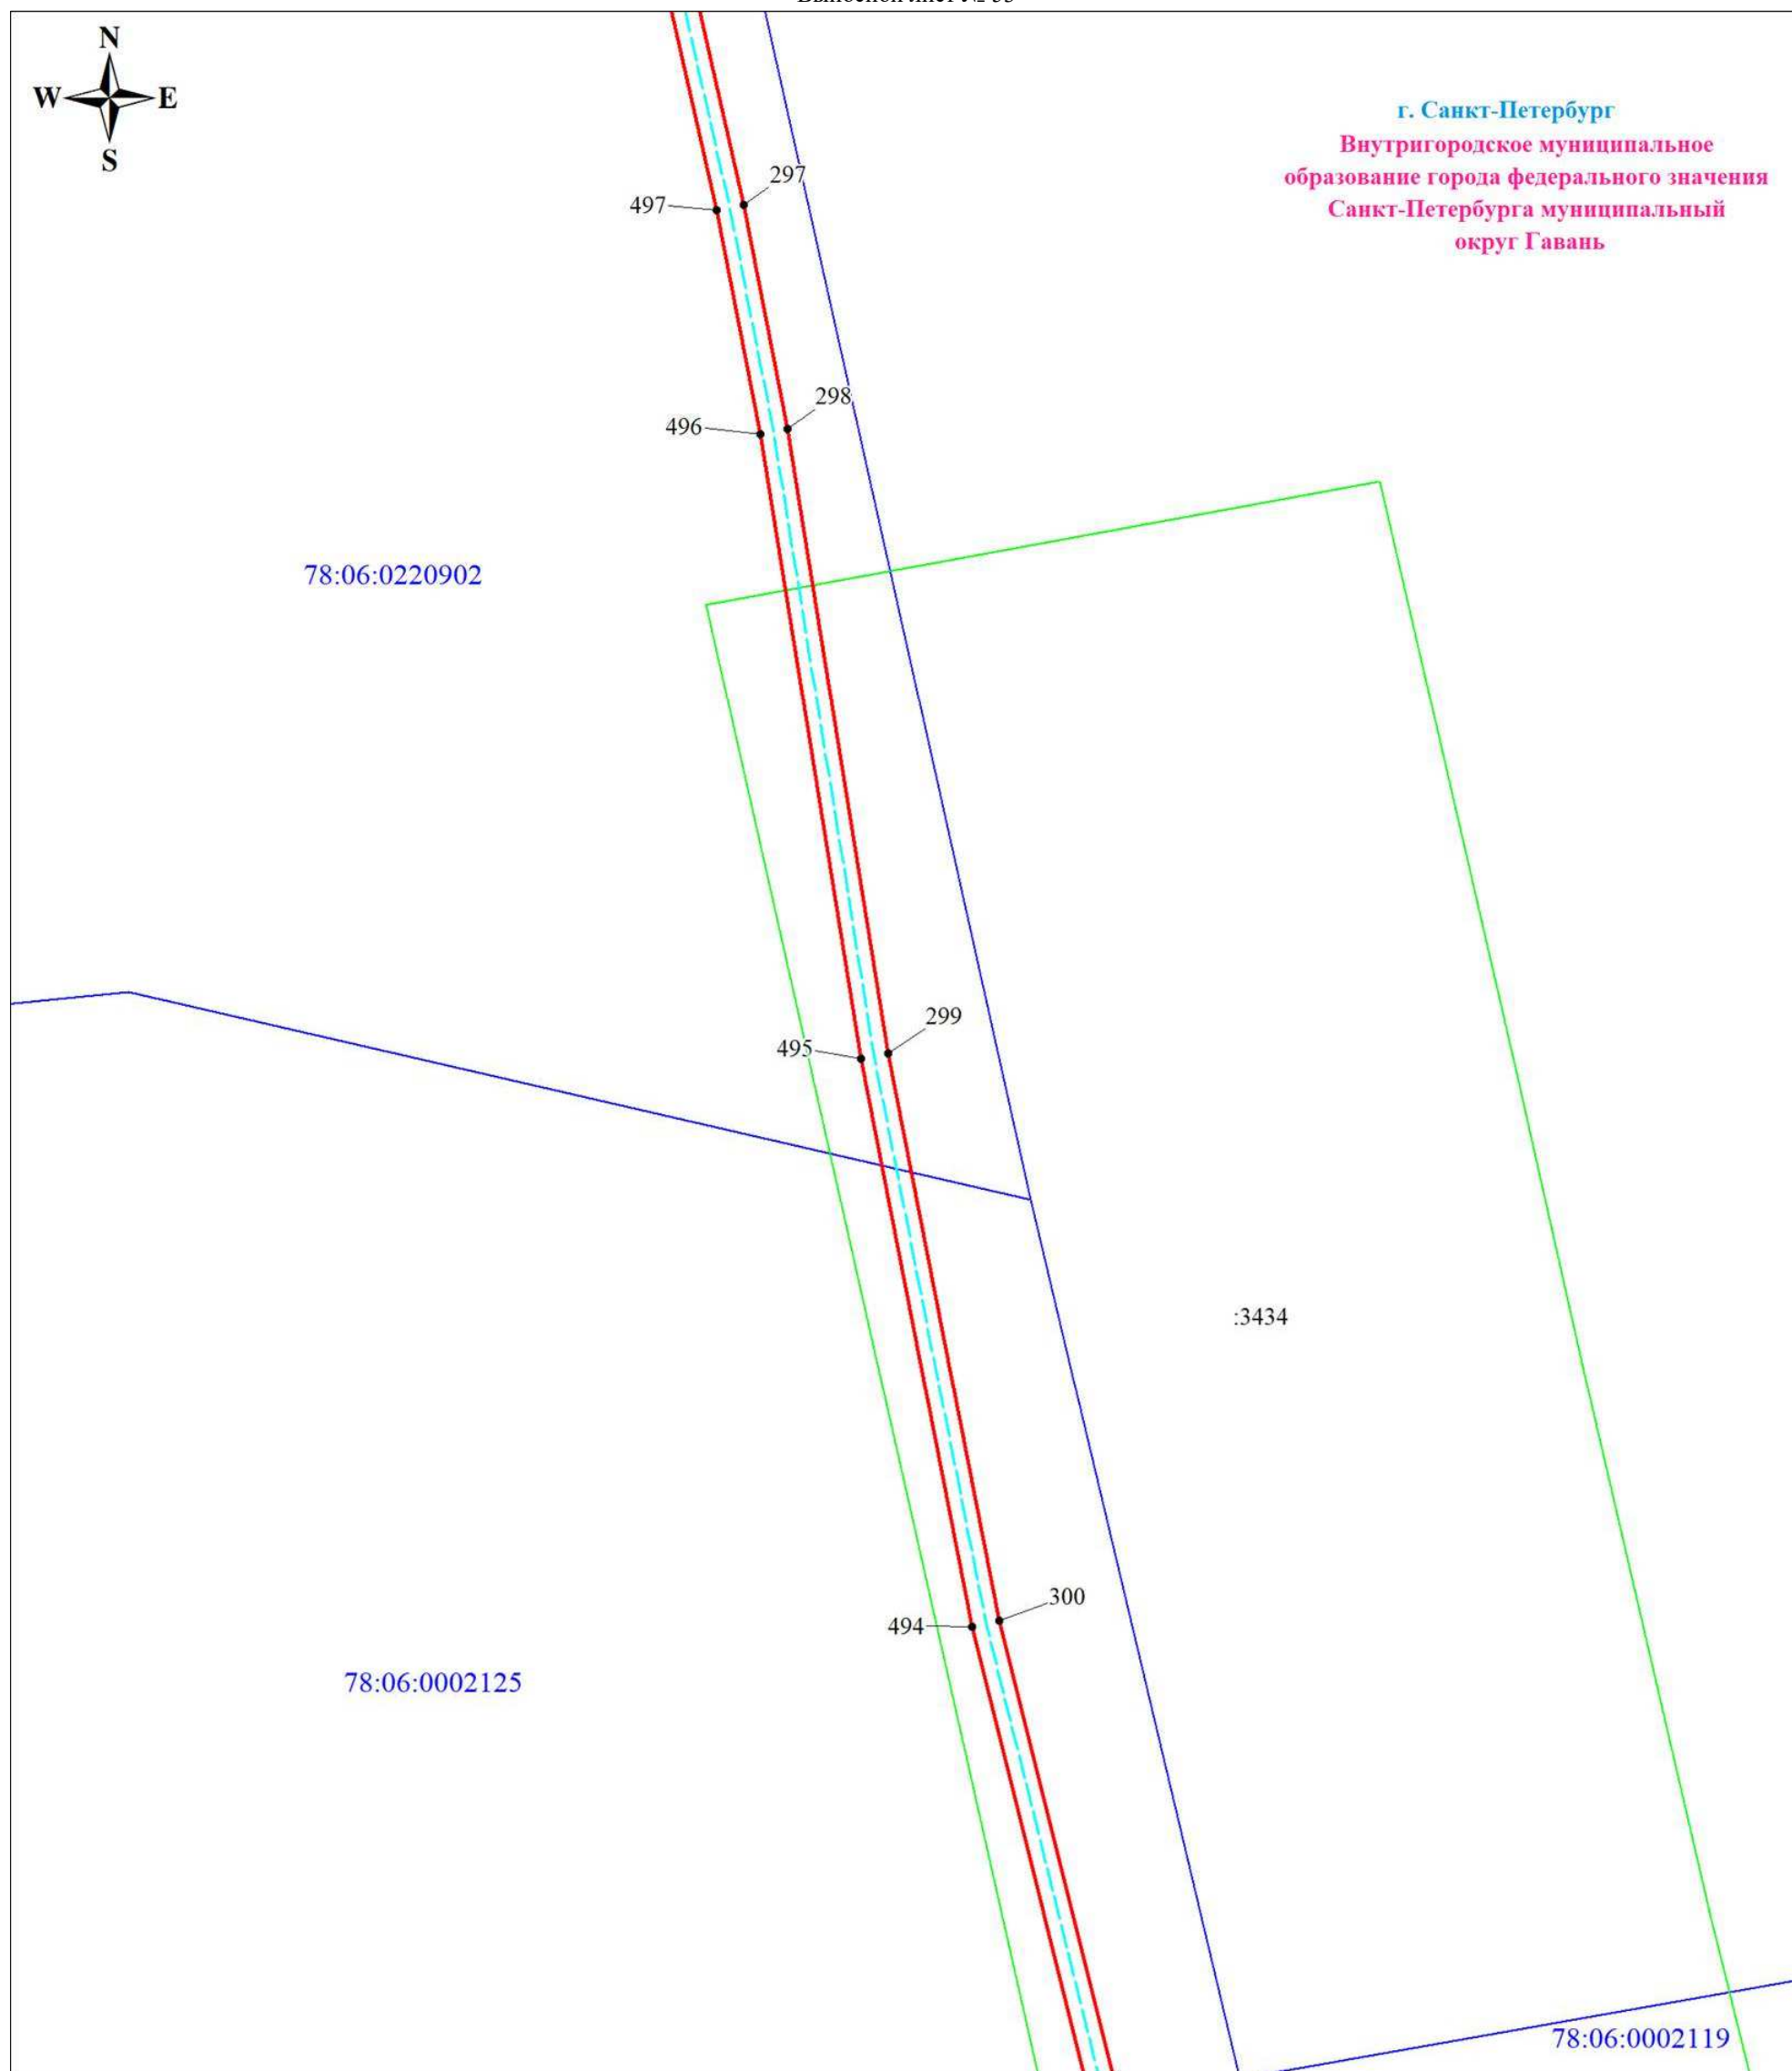 N
W E
S
г. Санкт-Петербург
Внутригородское муниципальное
образование города федерального значения
Санкт-Петербурга муниципальный
округ Гавань
297
497
298
496
78:06:0220902
299
495
:3434
300
494
78:06:0002125
78:06:0002119